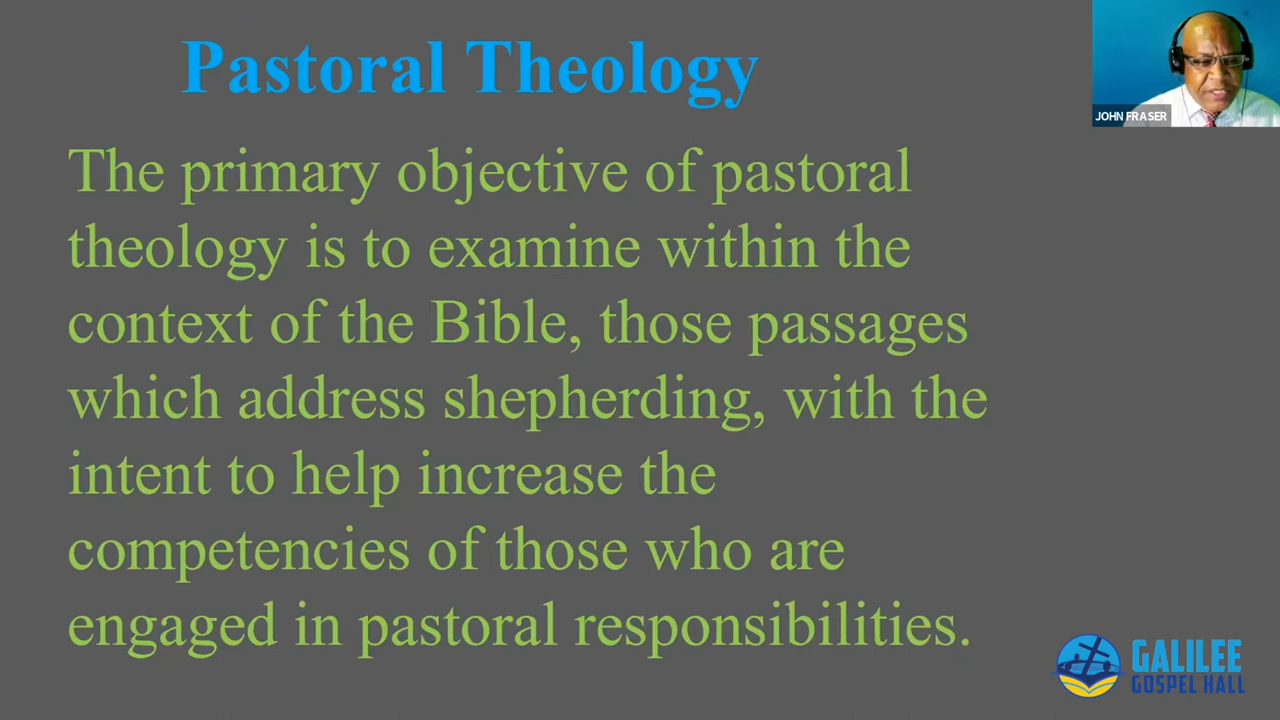 Pastoral Theology
JOHN FRASER
The primary objective of pastoral
theology is to examine within the
context of the Bible, those passages
which address shepherding, with the
intent to help increase the
competencies of those who are
engaged in pastoral responsibilities.
GALILEE
GOSPEL HALL